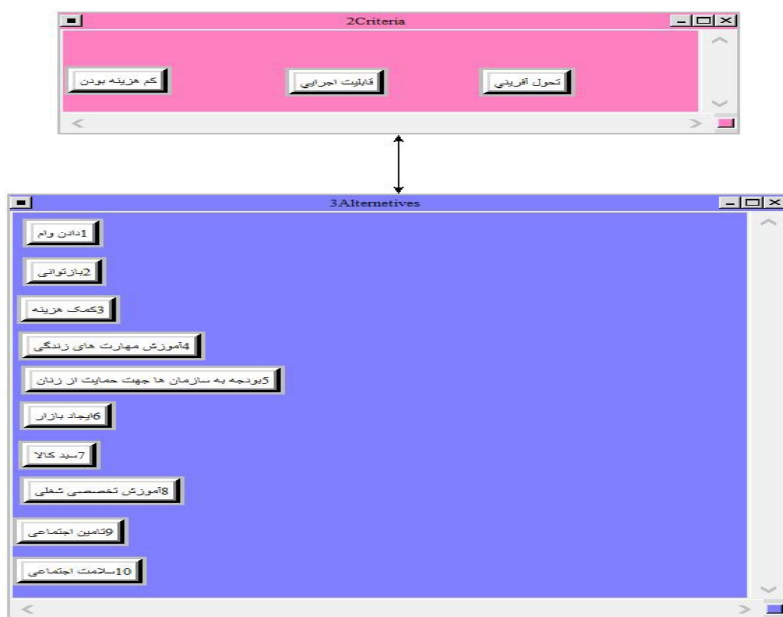 2Criteria
کم هزینه بودن
قابلیت اجرایی
تحول آفرینی
3Alternetives
1دادن وام
2بازتوانی
3کمک هزینه
4آموزش مهارت های زندگی
5بودجه به سازمان ها جهت حمایت از زنان
6ایجاد بازار
7سبد کالا
8آموزش تخصصی شغلی
9تامین اجتماعی
10سلامت اجتماعی